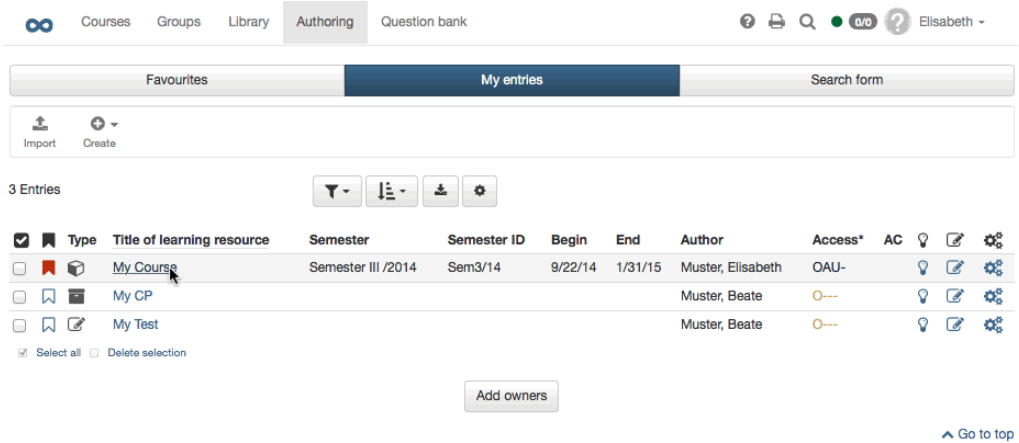 Courses Groups Library Authoring Question bank 0/0 Elisabeth
Favourites My entries Search form
Import Create
3 Entries
Type Title of learning resource Semester Semester ID Begin End Author Access* AC
My Course Semester III /2014 Sem3/14 9/22/14 1/31/15 Muster, Elisabeth OAU-
My CP Muster, Beate O---
My Test Muster, Beate O---
Select all Delete selection
Add owners
Go to top